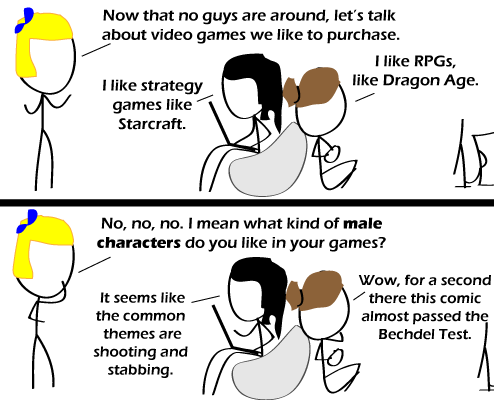 Now that no guys are around, let's talk
about video games we like to purchase.
I like strategy
games like
Starcraft.
I like RPGs,
like Dragon Age.
No, no, no. I mean what kind of male
characters do you like in your games?
It seems like
the common
themes are
shooting and
stabbing.
Wow, for a second
there this comic
almost passed the
Bechdel Test.